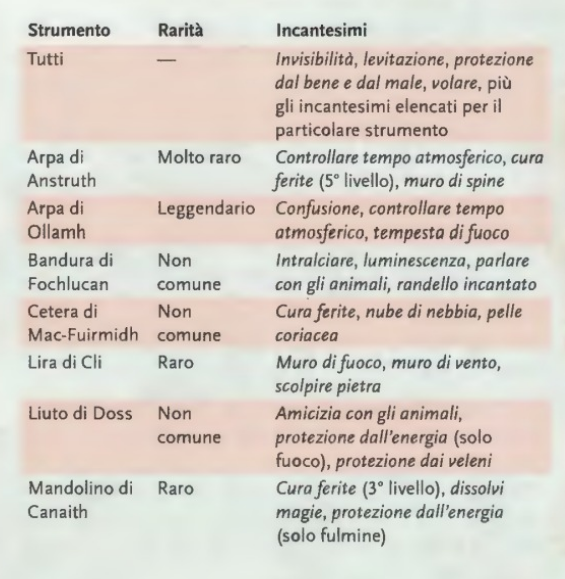 Strumento Rarità Incantesimi
Tutti — Invisibilità, levitazione, protezione
dal bene e dal male, volare, più
gli incantesimi elencati per il
particolare strumento
Arpa di Molto raro Controllare tempo atmosferico, cura
Anstruth ferite (5° livello), muro di spine
Arpa di Leggendario Confusione, controllare tempo
Ollamh atmosferico, tempesta di fuoco
Bandura di Non Intralciare, luminescenza, parlare
Fochlucan comune con gli animali, randello incantato
Cetera di Non Cura ferite, nube di nebbia, pelle
Mac-Fuirmidh comune coriacea
Lira di Cli Raro Muro di fuoco, muro di vento,
scolpire pietra
Liuto di Doss Non Amicizia con gli animali,
comune protezione dall'energia (solo
fuoco), protezione dai veleni
Mandolino di Raro Cura ferite (3° livello), dissolvi
Canaith magie, protezione dall'energia
(solo fulmine)